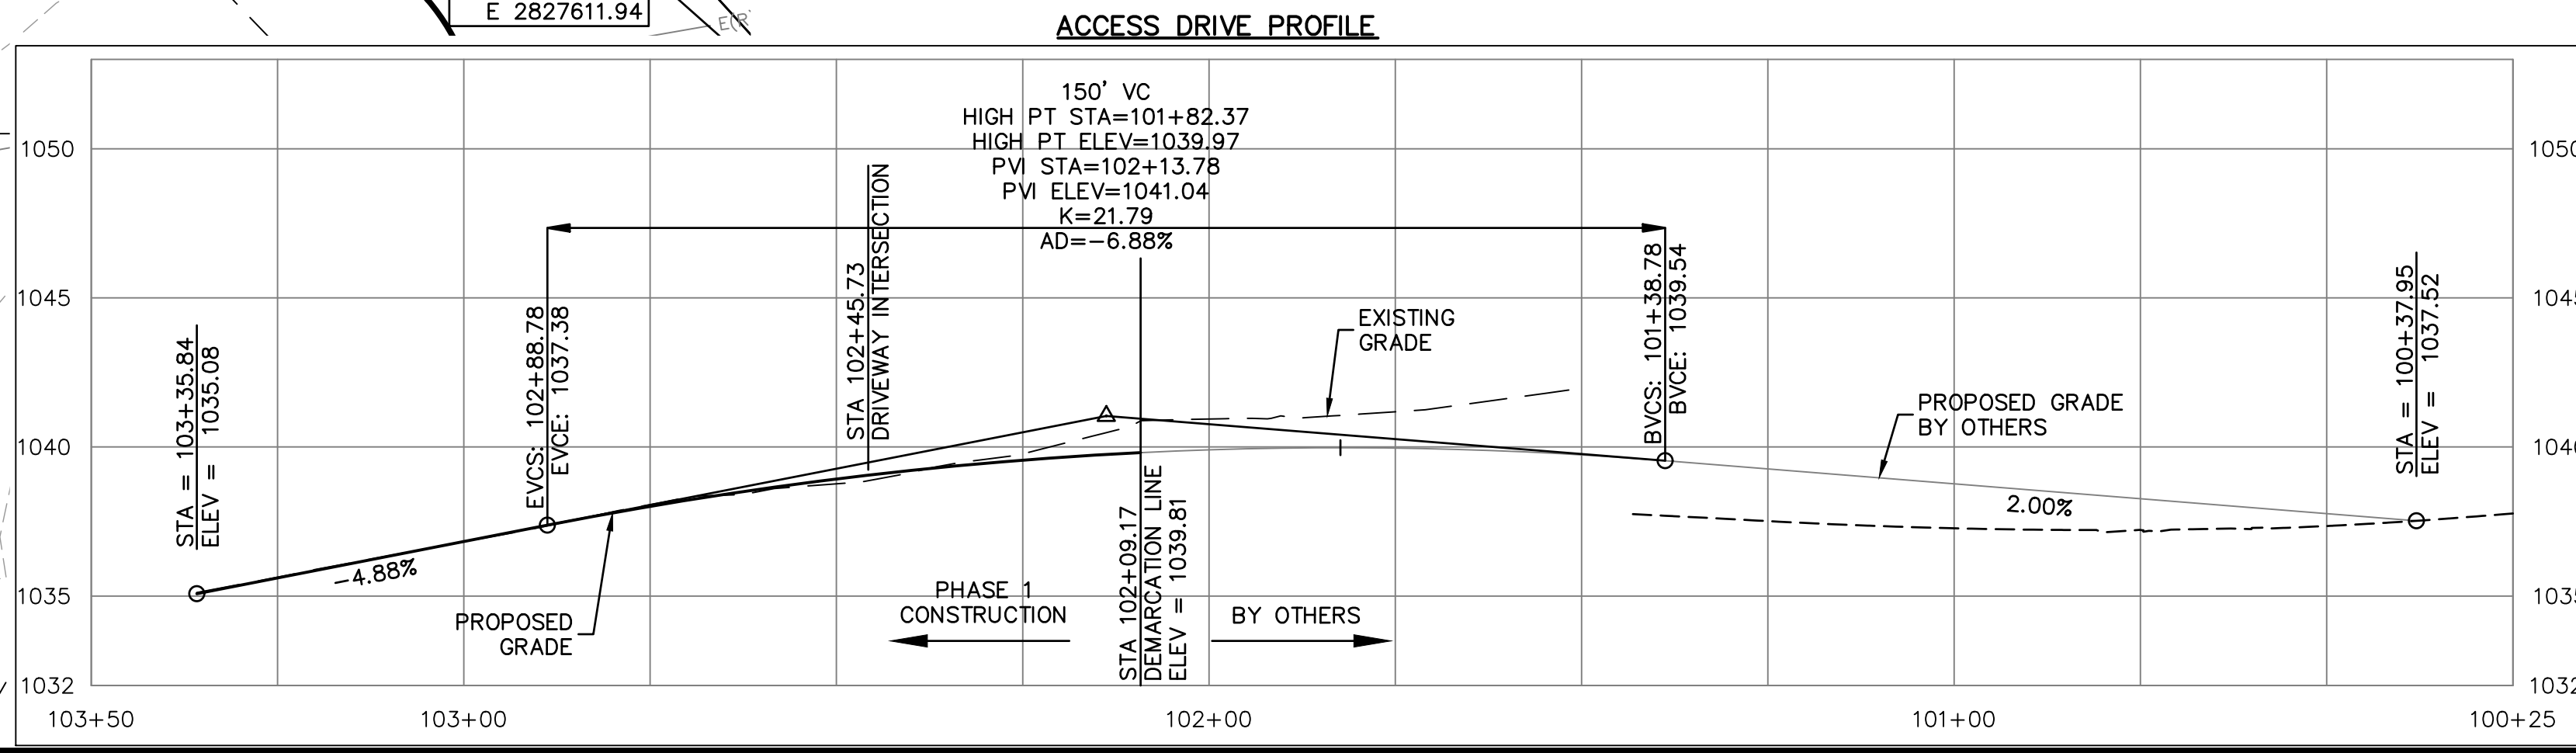 E 2827611.94
ACCESS DRIVE PROFILE
150' VC
HIGH PT STA=101+82.37
HIGH PT ELEV=1039.97
PVI STA=102+13.78
PVI ELEV=1041.04
K=21.79
AD=-6.88%
1050
1045
1040
1035
1032
STA = 103+35.84
ELEV = 1035.08
-4.88%
EVCS: 102+88.78
EVCE: 1037.38
PROPOSED
GRADE
STA 102+45.73
DRIVEWAY INTERSECTION
PHASE 1
CONSTRUCTION
STA 102+09.17
DEMARCATION LINE
ELEV = 1039.81
BY OTHERS
EXISTING
GRADE
BVCS: 101+38.78
BVCE: 1039.54
PROPOSED GRADE
BY OTHERS
2.00%
STA = 100+37.95
ELEV = 1037.52
103+50
103+00
102+00
101+00
100+25